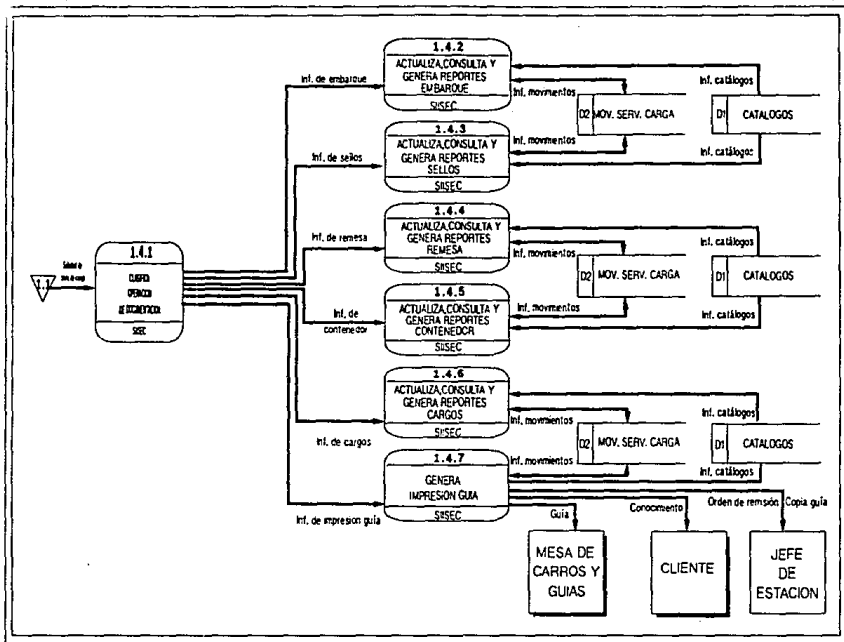 1.4.2
ACTUALIZA,CONSULTA Y
GENERA REPORTES
EMBARQUE
SIISEC
Inf. de embarque
Inf. movimientos
D2 MOV. SERV. CARGA
Inf. catálogos
D1 CATALOGOS
1.4.3
ACTUALIZA,CONSULTA Y
GENERA REPORTES
SELLOS
SIISEC
Inf. de sellos
Inf. movimientos
Inf. catálogos
1.4.4
ACTUALIZA,CONSULTA Y
GENERA REPORTES
REMESA
SIISEC
Inf. de remesa
Inf. movimientos
D2 MOV. SERV. CARGA
Inf. catálogos
D1 CATALOGOS
1.1
1.4.1
OPERACION
DE DOCUMENTACION
SIISEC
1.4.5
ACTUALIZA,CONSULTA Y
GENERA REPORTES
CONTENEDOR
SIISEC
Inf. de
contenedor
Inf. movimientos
Inf. catálogos
1.4.6
ACTUALIZA,CONSULTA Y
GENERA REPORTES
CARGOS
SIISEC
Inf. de cargos
Inf. movimientos
D2 MOV. SERV. CARGA
Inf. catálogos
D1 CATALOGOS
1.4.7
GENERA
IMPRESION GUIA
SIISEC
Inf. de impresion guía
Inf. movimientos
Inf. catálogos
Guía
Conocimiento
Orden de remisión
Copia guía
MESA DE
CARROS Y
GUIAS
CLIENTE
JEFE
DE
ESTACION